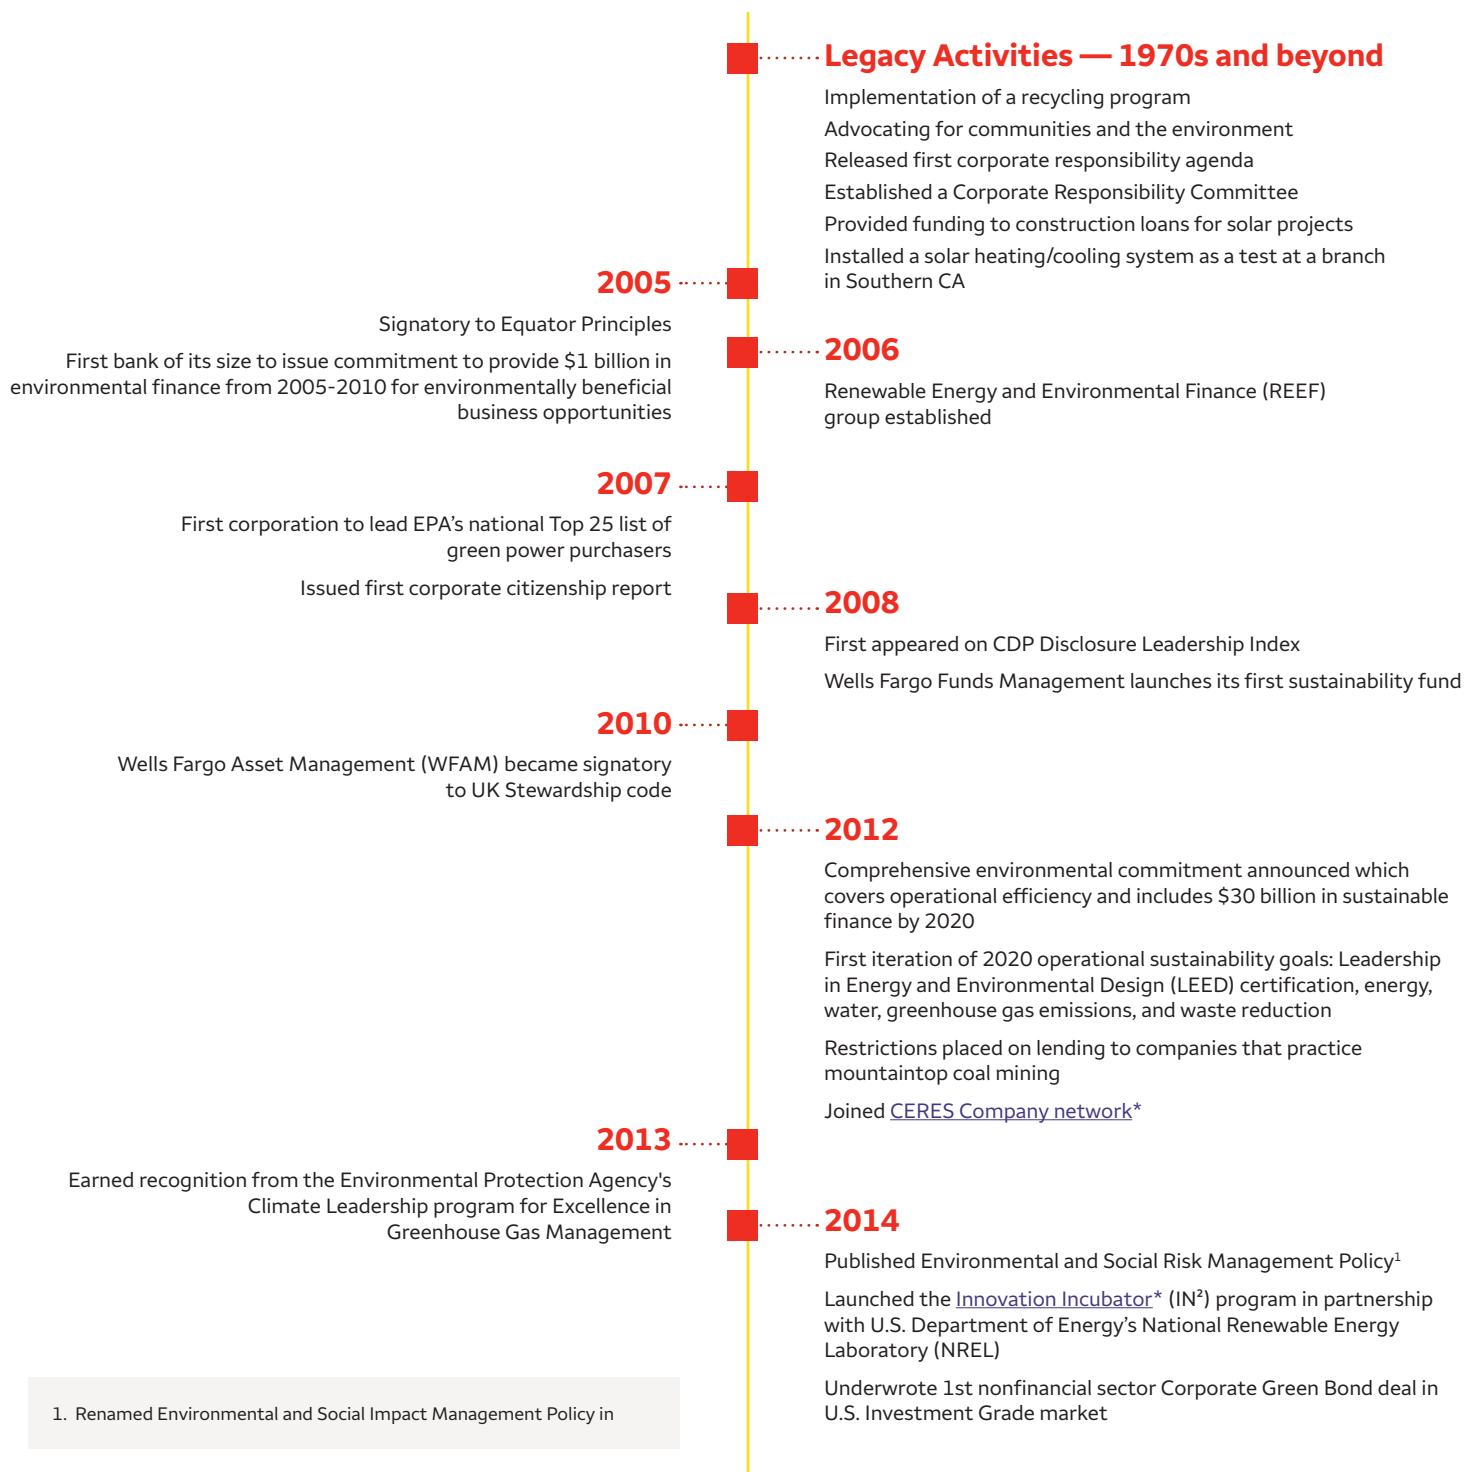 Legacy Activities — 1970s and beyond
Implementation of a recycling program
Advocating for communities and the environment
Released first corporate responsibility agenda
Established a Corporate Responsibility Committee
Provided funding to construction loans for solar projects
Installed a solar heating/cooling system as a test at a branch
in Southern CA
2005
Signatory to Equator Principles
First bank of its size to issue commitment to provide $1 billion in
environmental finance from 2005-2010 for environmentally beneficial
business opportunities
2006
Renewable Energy and Environmental Finance (REEF)
group established
2007
First corporation to lead EPA’s national Top 25 list of
green power purchasers
Issued first corporate citizenship report
2008
First appeared on CDP Disclosure Leadership Index
Wells Fargo Funds Management launches its first sustainability fund
2010
Wells Fargo Asset Management (WFAM) became signatory
to UK Stewardship code
2012
Comprehensive environmental commitment announced which
covers operational efficiency and includes $30 billion in sustainable
finance by 2020
First iteration of 2020 operational sustainability goals: Leadership
in Energy and Environmental Design (LEED) certification, energy,
water, greenhouse gas emissions, and waste reduction
Restrictions placed on lending to companies that practice
mountaintop coal mining
Joined CERES Company network*
2013
Earned recognition from the Environmental Protection Agency's
Climate Leadership program for Excellence in
Greenhouse Gas Management
2014
Published Environmental and Social Risk Management Policy¹
Launched the Innovation Incubator* (IN²) program in partnership
with U.S. Department of Energy’s National Renewable Energy
Laboratory (NREL)
Underwrote 1st nonfinancial sector Corporate Green Bond deal in
U.S. Investment Grade market
1. Renamed Environmental and Social Impact Management Policy in